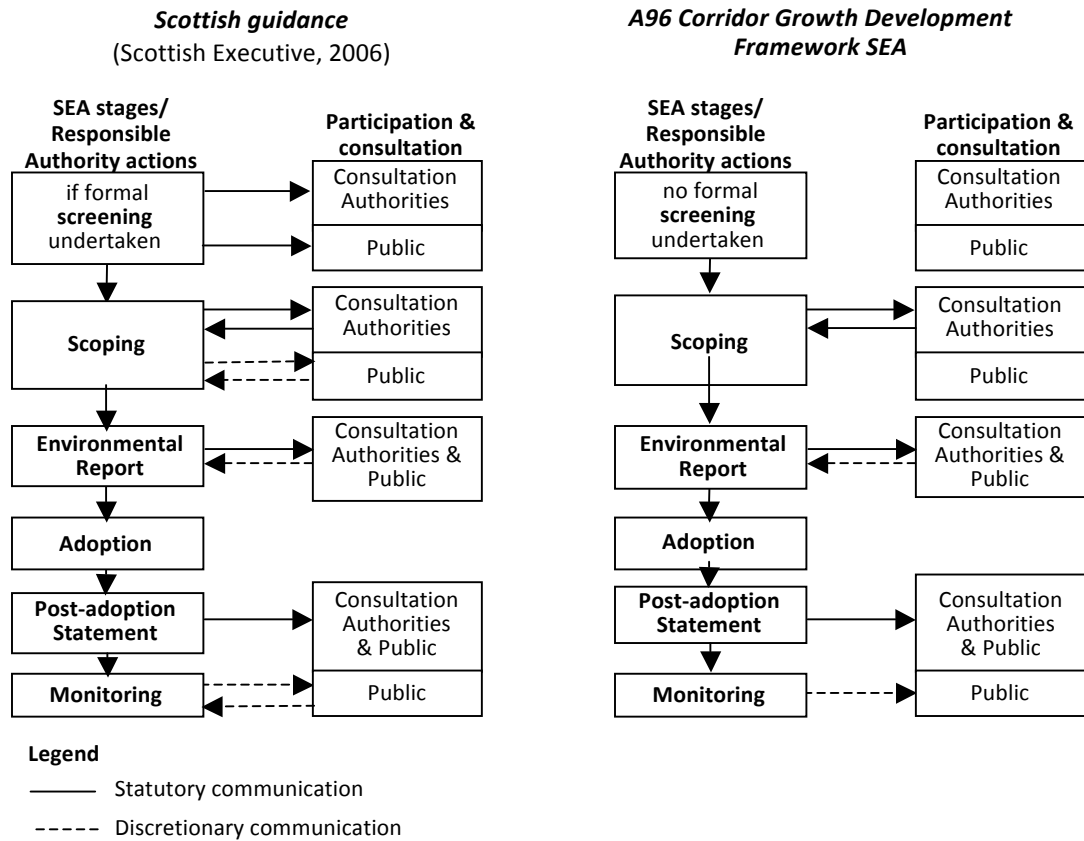 Scottish guidance
(Scottish Executive, 2006)
SEA stages/
Responsible
Authority actions
Participation &
consultation
if formal
screening
undertaken
Consultation
Authorities
Public
Scoping
Consultation
Authorities
Public
Environmental
Report
Consultation
Authorities &
Public
Adoption
Post-adoption
Statement
Consultation
Authorities
& Public
Monitoring
Public
A96 Corridor Growth Development
Framework SEA
SEA stages/
Responsible
Authority actions
Participation &
consultation
no formal
screening
undertaken
Consultation
Authorities
Public
Scoping
Consultation
Authorities
Public
Environmental
Report
Consultation
Authorities &
Public
Adoption
Post-adoption
Statement
Consultation
Authorities
& Public
Monitoring
Public
Legend
Statutory communication
Discretionary communication